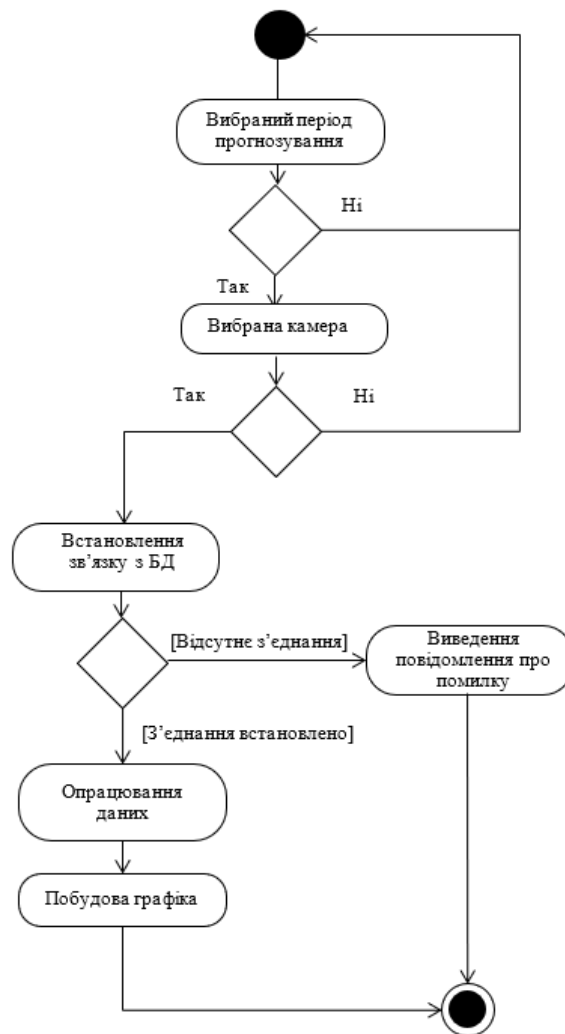 Вибраний період
прогнозування
Ні
Так
Вибрана камера
Так
Ні
Встановлення
зв’язку з БД
[Відсутнє з’єднання]
Виведення
повідомлення про
помилку
[З’єднання встановлено]
Опрацювання
даних
Побудова графіка